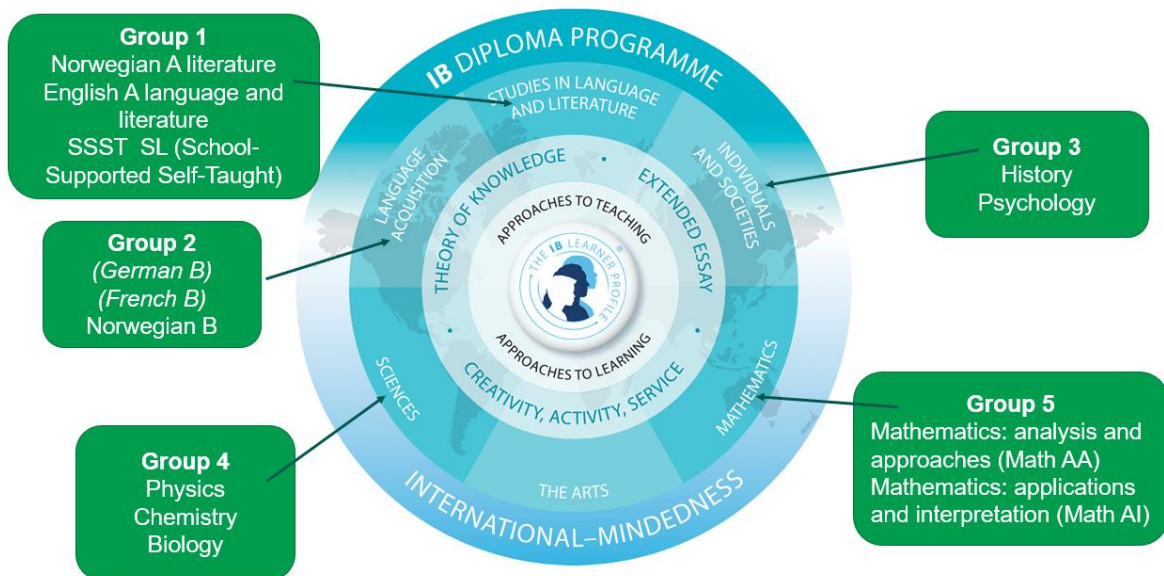 Group 1
Norwegian A literature
English A language and
literature
SSST SL (School-
Supported Self-Taught)
Group 2
(German B)
(French B)
Norwegian B
Group 4
Physics
Chemistry
Biology
IB DIPLOMA PROGRAMME
STUDIES IN LANGUAGE
AND LITERATURE
LANGUAGE
ACQUISITION
INDIVIDUALS
AND SOCIETIES
THEORY OF KNOWLEDGE
EXTENDED ESSAY
APPROACHES TO TEACHING
THE IB LEARNER PROFILE
®
APPROACHES TO LEARNING
CREATIVITY, ACTIVITY, SERVICE
SCIENCES
MATHEMATICS
THE ARTS
INTERNATIONAL–MINDEDNESS
Group 3
History
Psychology
Group 5
Mathematics: analysis and
approaches (Math AA)
Mathematics: applications
and interpretation (Math AI)